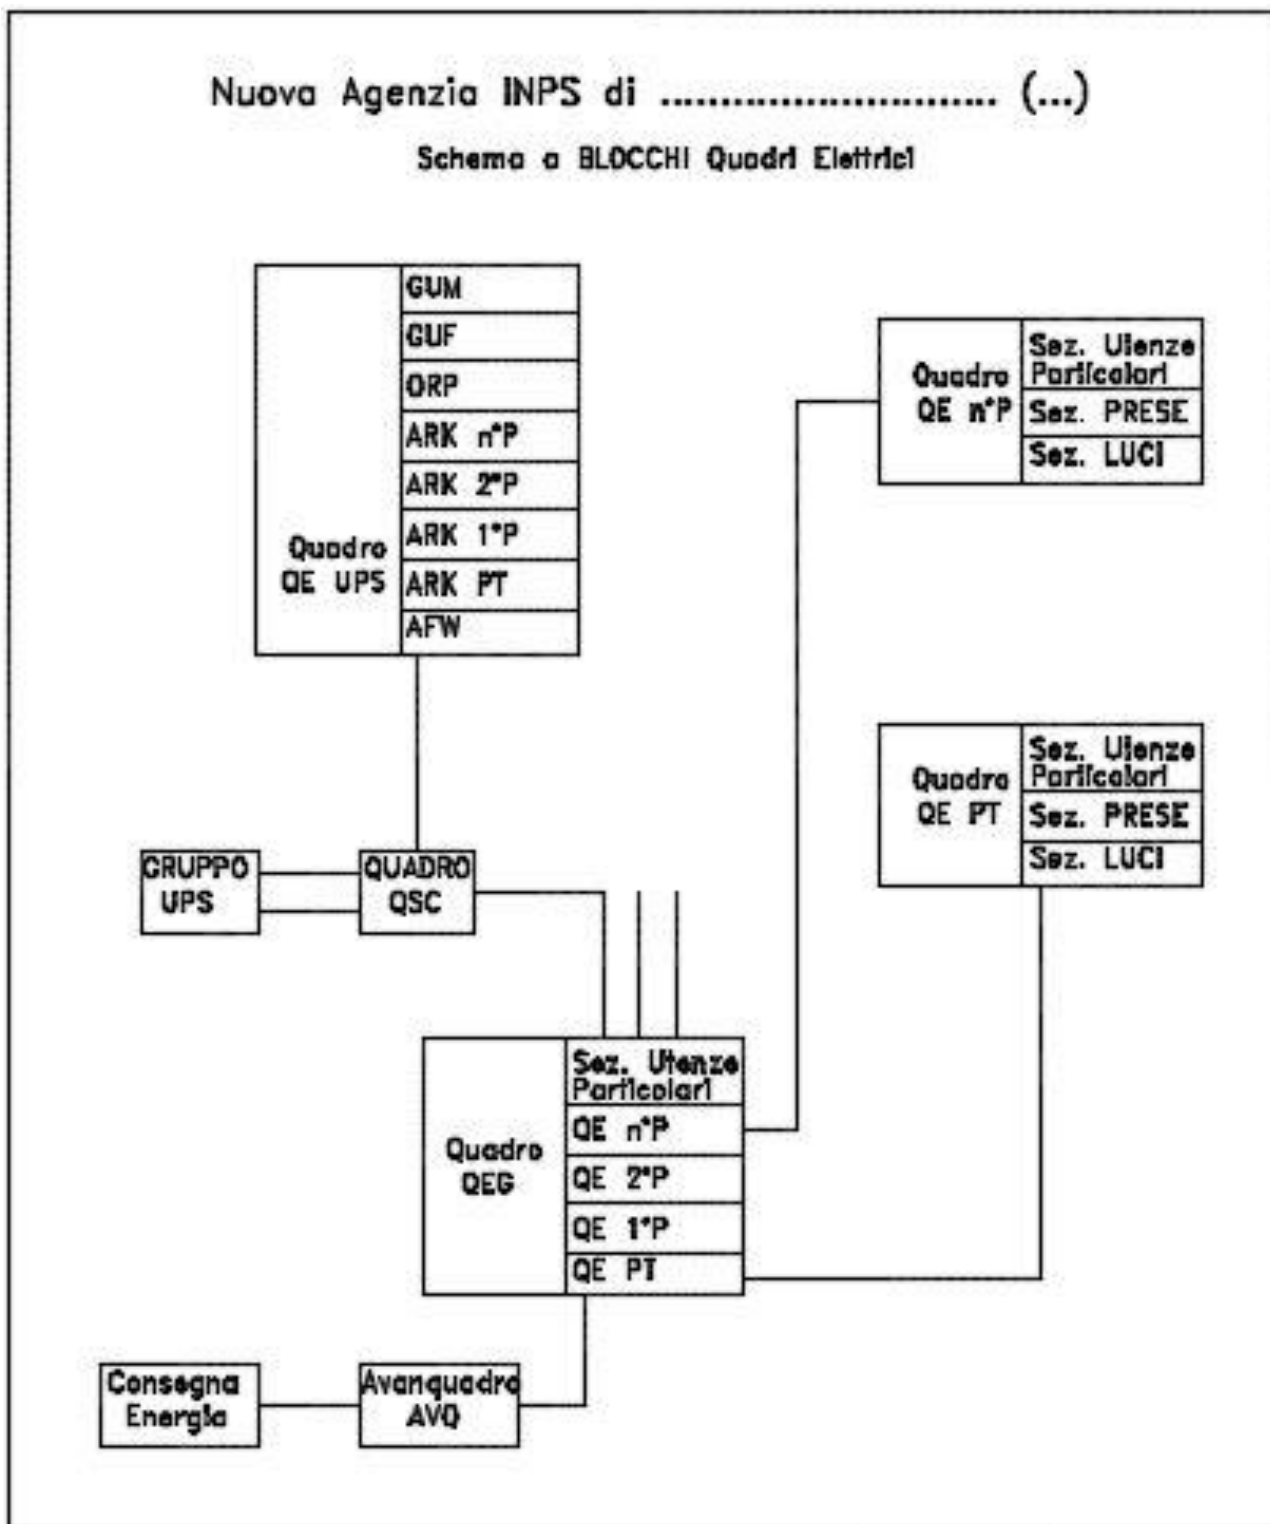 Nuova Agenzia INPS di ............................ (...)
Schema a BLOCCHI Quadri Elettrici
GUM
GUF
ORP
ARK n°P
ARK 2°P
ARK 1°P
ARK PT
AFW
Quadro
QE UPS
Quadro
QE n°P
Sez. Utenze
Particolari
Sez. PRESE
Sez. LUCI
Quadro
QE PT
Sez. Utenze
Particolari
Sez. PRESE
Sez. LUCI
GRUPPO
UPS
QUADRO
QSC
Quadro
QEG
Sez. Utenze
Particolari
QE n°P
QE 2°P
QE 1°P
QE PT
Consegna
Energia
Avanquadro
AVQ